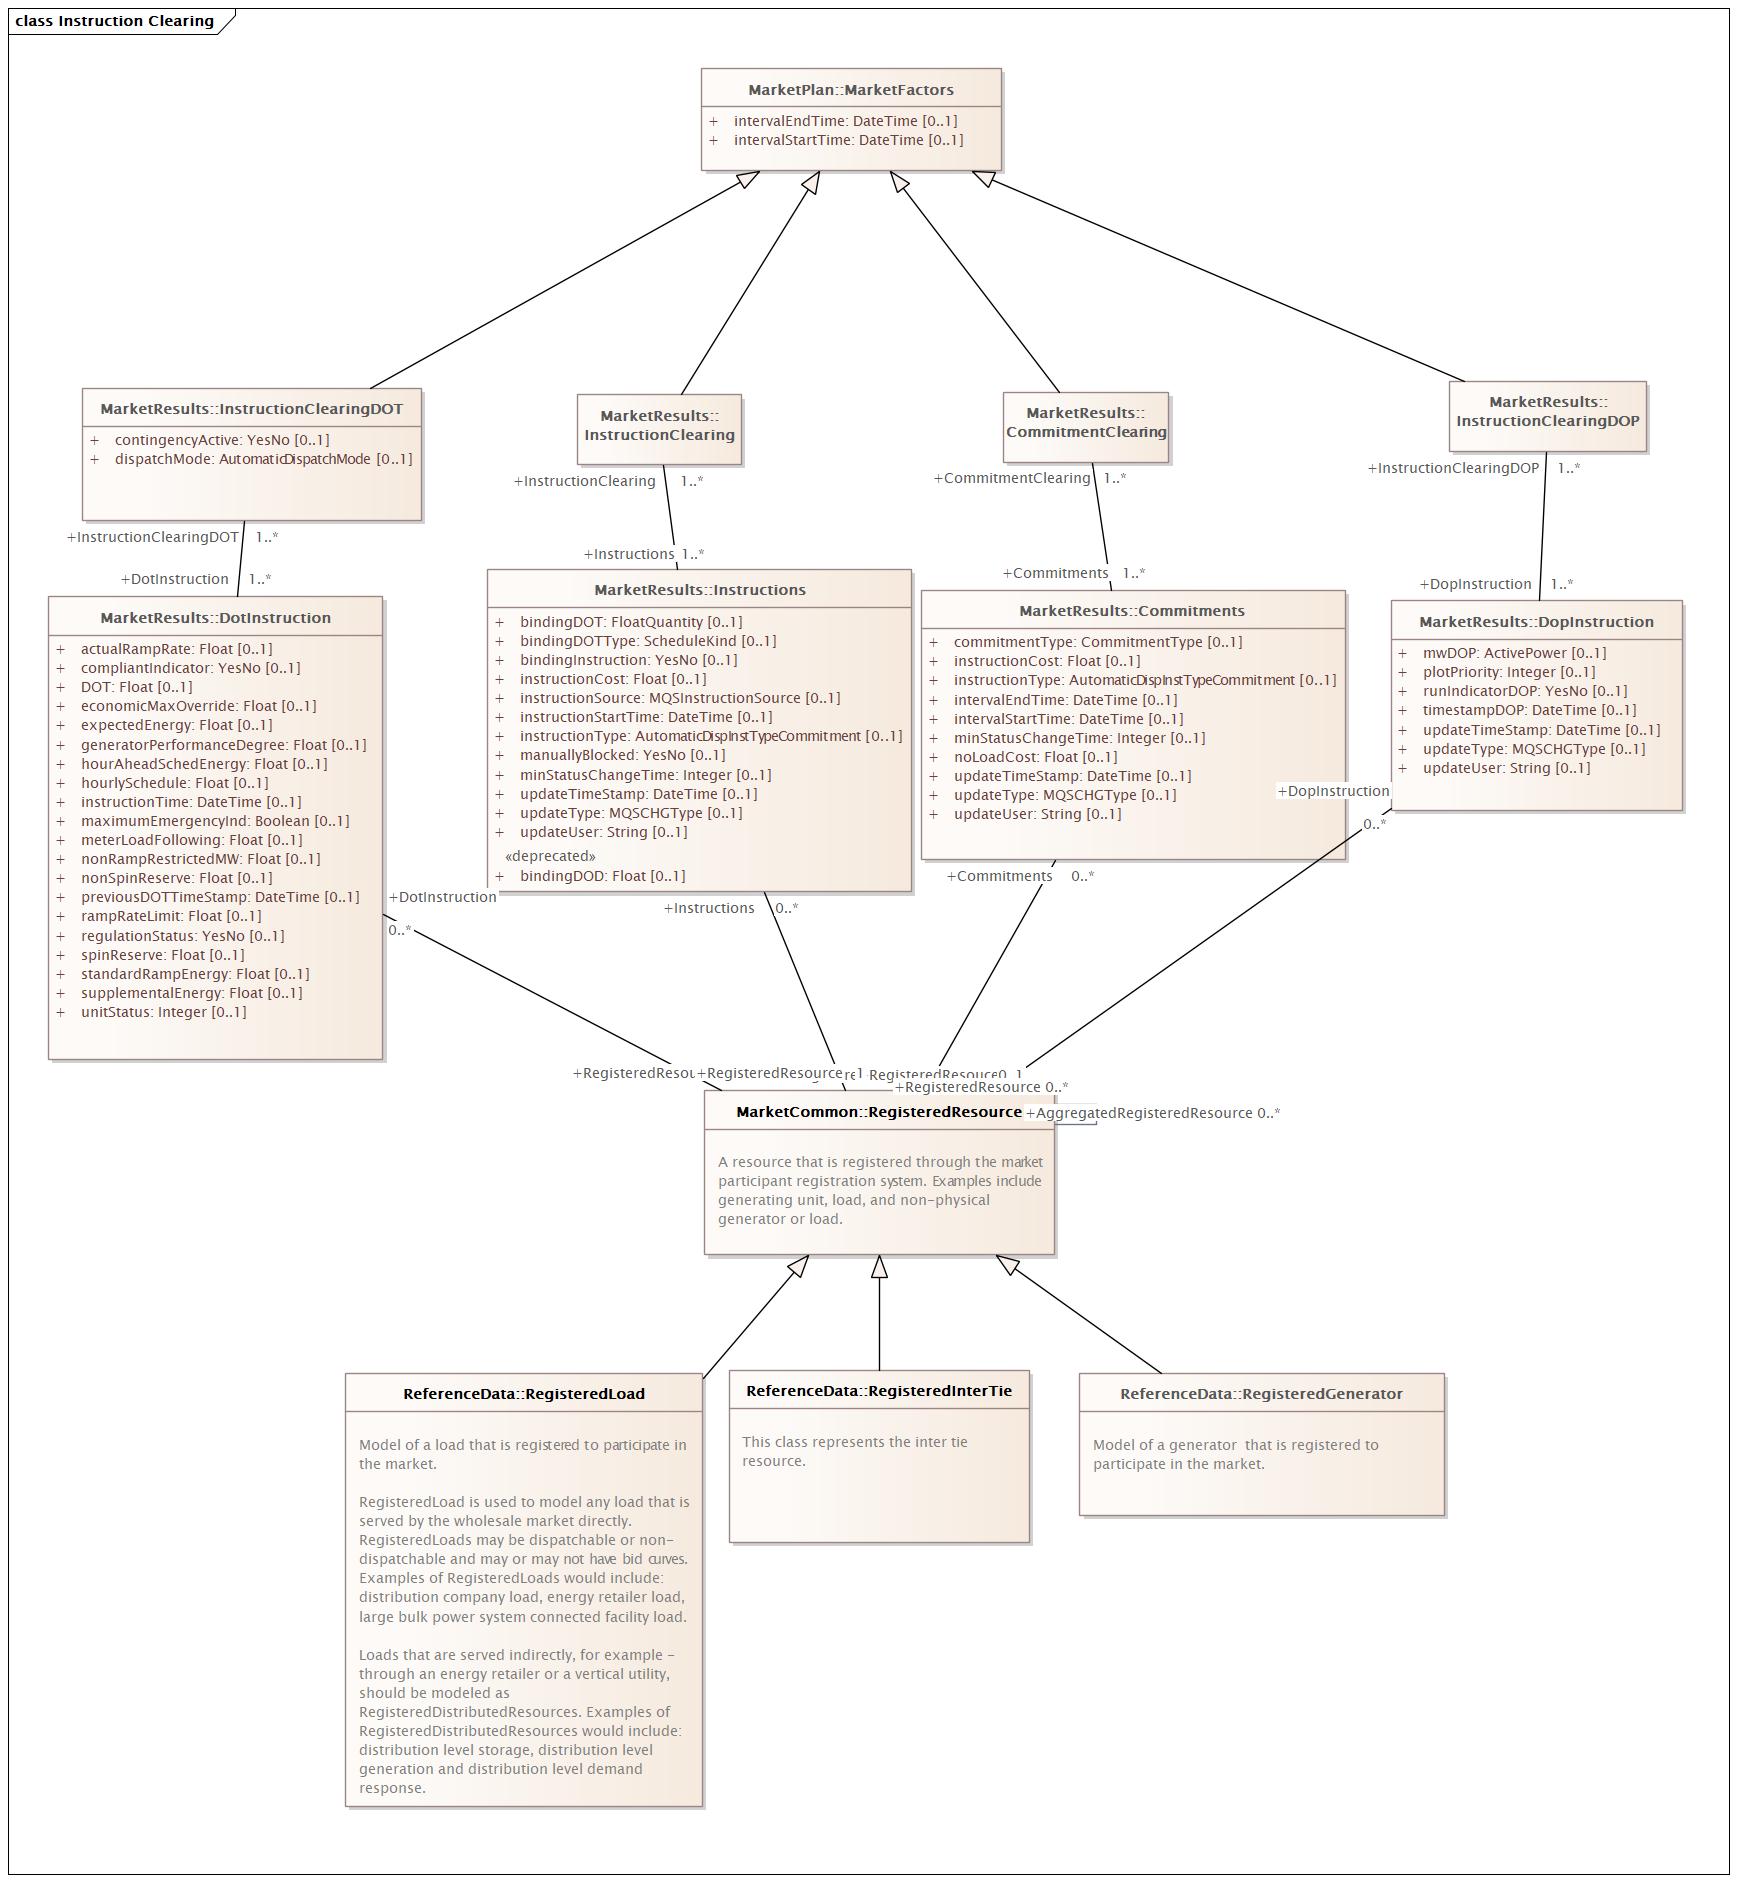 class Instruction Clearing
MarketPlan::MarketFactors
+ intervalEndTime: DateTime [0..1]
+ intervalStartTime: DateTime [0..1]
MarketResults::InstructionClearingDOT
+ contingencyActive: YesNo [0..1]
+ dispatchMode: AutomaticDispatchMode [0..1]
MarketResults::
InstructionClearing
MarketResults::
CommitmentClearing
MarketResults::
InstructionClearingDOP
+InstructionClearingDOT 1..*
+DotInstruction 1..*
+InstructionClearing 1..*
+Instructions 1..*
+CommitmentClearing 1..*
+Commitments 1..*
+InstructionClearingDOP 1..*
+DopInstruction 1..*
MarketResults::DotInstruction
+ actualRampRate: Float [0..1]
+ compliantIndicator: YesNo [0..1]
+ DOT: Float [0..1]
+ economicMaxOverride: Float [0..1]
+ expectedEnergy: Float [0..1]
+ generatorPerformanceDegree: Float [0..1]
+ hourAheadSchedEnergy: Float [0..1]
+ hourlySchedule: Float [0..1]
+ instructionTime: DateTime [0..1]
+ maximumEmergencyInd: Boolean [0..1]
+ meterLoadFollowing: Float [0..1]
+ nonRampRestrictedMW: Float [0..1]
+ nonSpinReserve: Float [0..1]
+ previousDOTTimeStamp: DateTime [0..1]
+ rampRateLimit: Float [0..1]
+ regulationStatus: YesNo [0..1]
+ spinReserve: Float [0..1]
+ standardRampEnergy: Float [0..1]
+ supplementalEnergy: Float [0..1]
+ unitStatus: Integer [0..1]
MarketResults::Instructions
+ bindingDOT: FloatQuantity [0..1]
+ bindingDOTType: ScheduleKind [0..1]
+ bindingInstruction: YesNo [0..1]
+ instructionCost: Float [0..1]
+ instructionSource: MQSInstructionSource [0..1]
+ instructionStartTime: DateTime [0..1]
+ instructionType: AutomaticDispInstTypeCommitment [0..1]
+ manuallyBlocked: YesNo [0..1]
+ minStatusChangeTime: Integer [0..1]
+ updateTimeStamp: DateTime [0..1]
+ updateType: MQSCHGType [0..1]
+ updateUser: String [0..1]
«deprecated»
+ bindingDOD: Float [0..1]
MarketResults::Commitments
+ commitmentType: CommitmentType [0..1]
+ instructionCost: Float [0..1]
+ instructionType: AutomaticDispInstTypeCommitment [0..1]
+ intervalEndTime: DateTime [0..1]
+ intervalStartTime: DateTime [0..1]
+ minStatusChangeTime: Integer [0..1]
+ noLoadCost: Float [0..1]
+ updateTimeStamp: DateTime [0..1]
+ updateType: MQSCHGType [0..1]
+ updateUser: String [0..1]
MarketResults::DopInstruction
+ mwDOP: ActivePower [0..1]
+ plotPriority: Integer [0..1]
+ runIndicatorDOP: YesNo [0..1]
+ timestampDOP: DateTime [0..1]
+ updateTimeStamp: DateTime [0..1]
+ updateType: MQSCHGType [0..1]
+ updateUser: String [0..1]
+DotInstruction
0..*
+Instructions 0..*
+Commitments 0..*
+DopInstruction
0..*
+RegisteredResource
RegisteredResource 0..1
+RegisteredResource 0..*
+AggregatedRegisteredResource 0..*
MarketCommon::RegisteredResource
A resource that is registered through the market
participant registration system. Examples include
generating unit, load, and non-physical
generator or load.
ReferenceData::RegisteredLoad
Model of a load that is registered to participate in
the market.
RegisteredLoad is used to model any load that is
served by the wholesale market directly.
RegisteredLoads may be dispatchable or non-
dispatchable and may or may not have bid curves.
Examples of RegisteredLoads would include:
distribution company load, energy retailer load,
large bulk power system connected facility load.
Loads that are served indirectly, for example -
through an energy retailer or a vertical utility,
should be modeled as
RegisteredDistributedResources. Examples of
RegisteredDistributedResources would include:
distribution level storage, distribution level
generation and distribution level demand
response.
ReferenceData::RegisteredInterTie
This class represents the inter tie
resource.
ReferenceData::RegisteredGenerator
Model of a generator that is registered to
participate in the market.